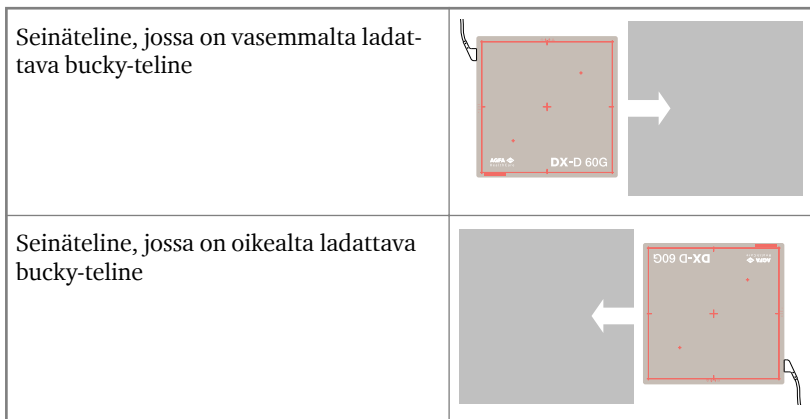 Seinäteline, jossa on vasemmalta ladat-
tava bucky-teline
AGFA
DX-D 60G
Seinäteline, jossa on oikealta ladattava
bucky-teline
DX-D 60G
AGFA